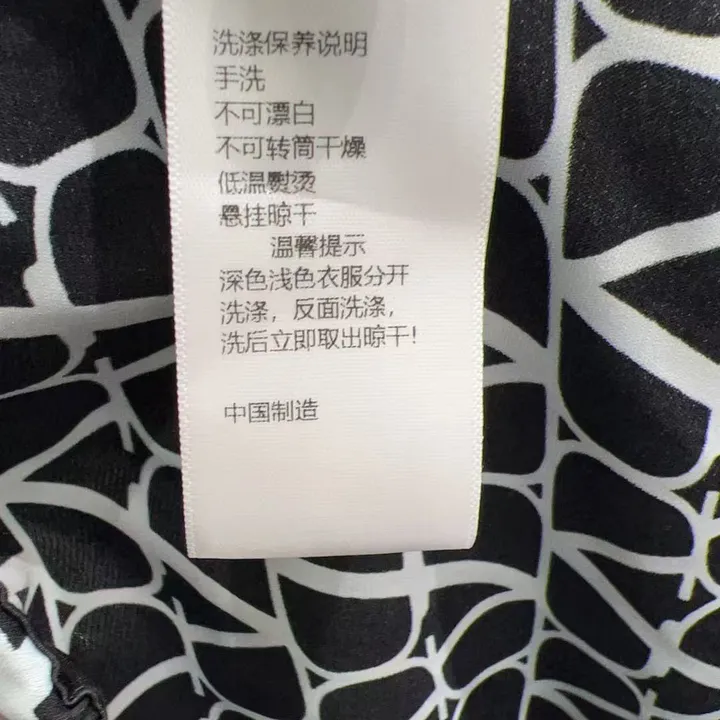 洗涤保养说明
手洗
不可漂白
不可转筒干燥
低温熨烫
悬挂晾干
温馨提示
深色浅色衣服分开
洗涤，反面洗涤，
洗后立即取出晾干！
中国制造